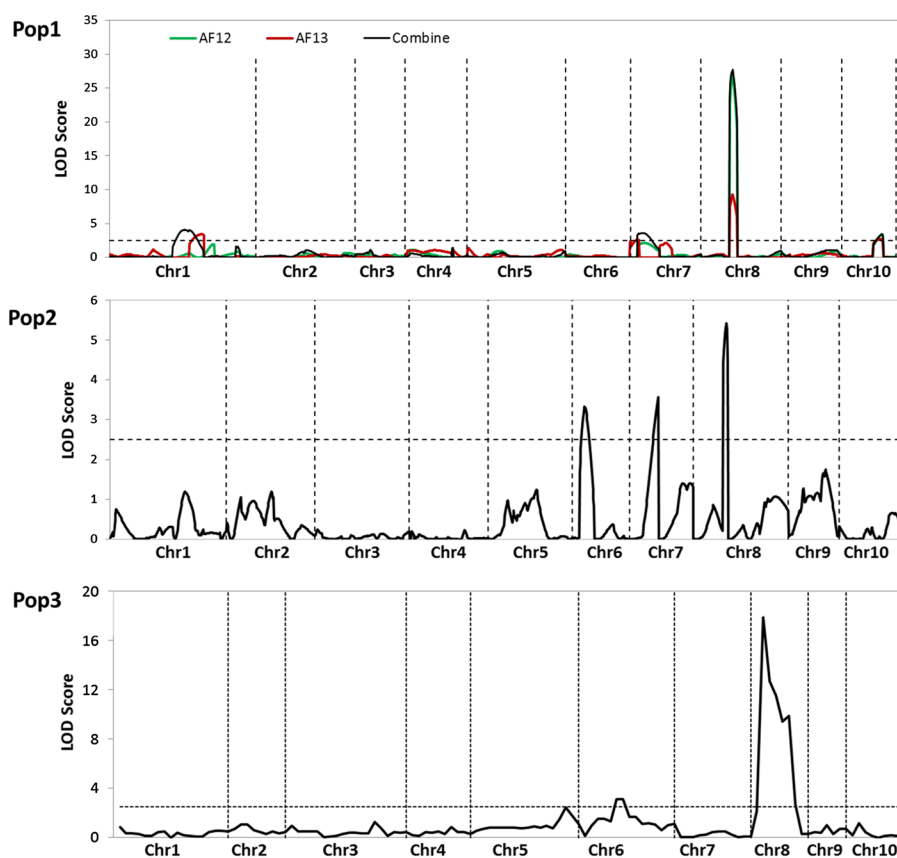 Pop1
AF12 AF13 Combine
LOD Score
35
30
25
20
15
10
5
0
Chr1 Chr2 Chr3 Chr4 Chr5 Chr6 Chr7 Chr8 Chr9 Chr10
Pop2
LOD Score
6
5
4
3
2
1
0
Chr1 Chr2 Chr3 Chr4 Chr5 Chr6 Chr7 Chr8 Chr9 Chr10
Pop3
LOD Score
20
16
12
8
4
0
Chr1 Chr2 Chr3 Chr4 Chr5 Chr6 Chr7 Chr8 Chr9 Chr10